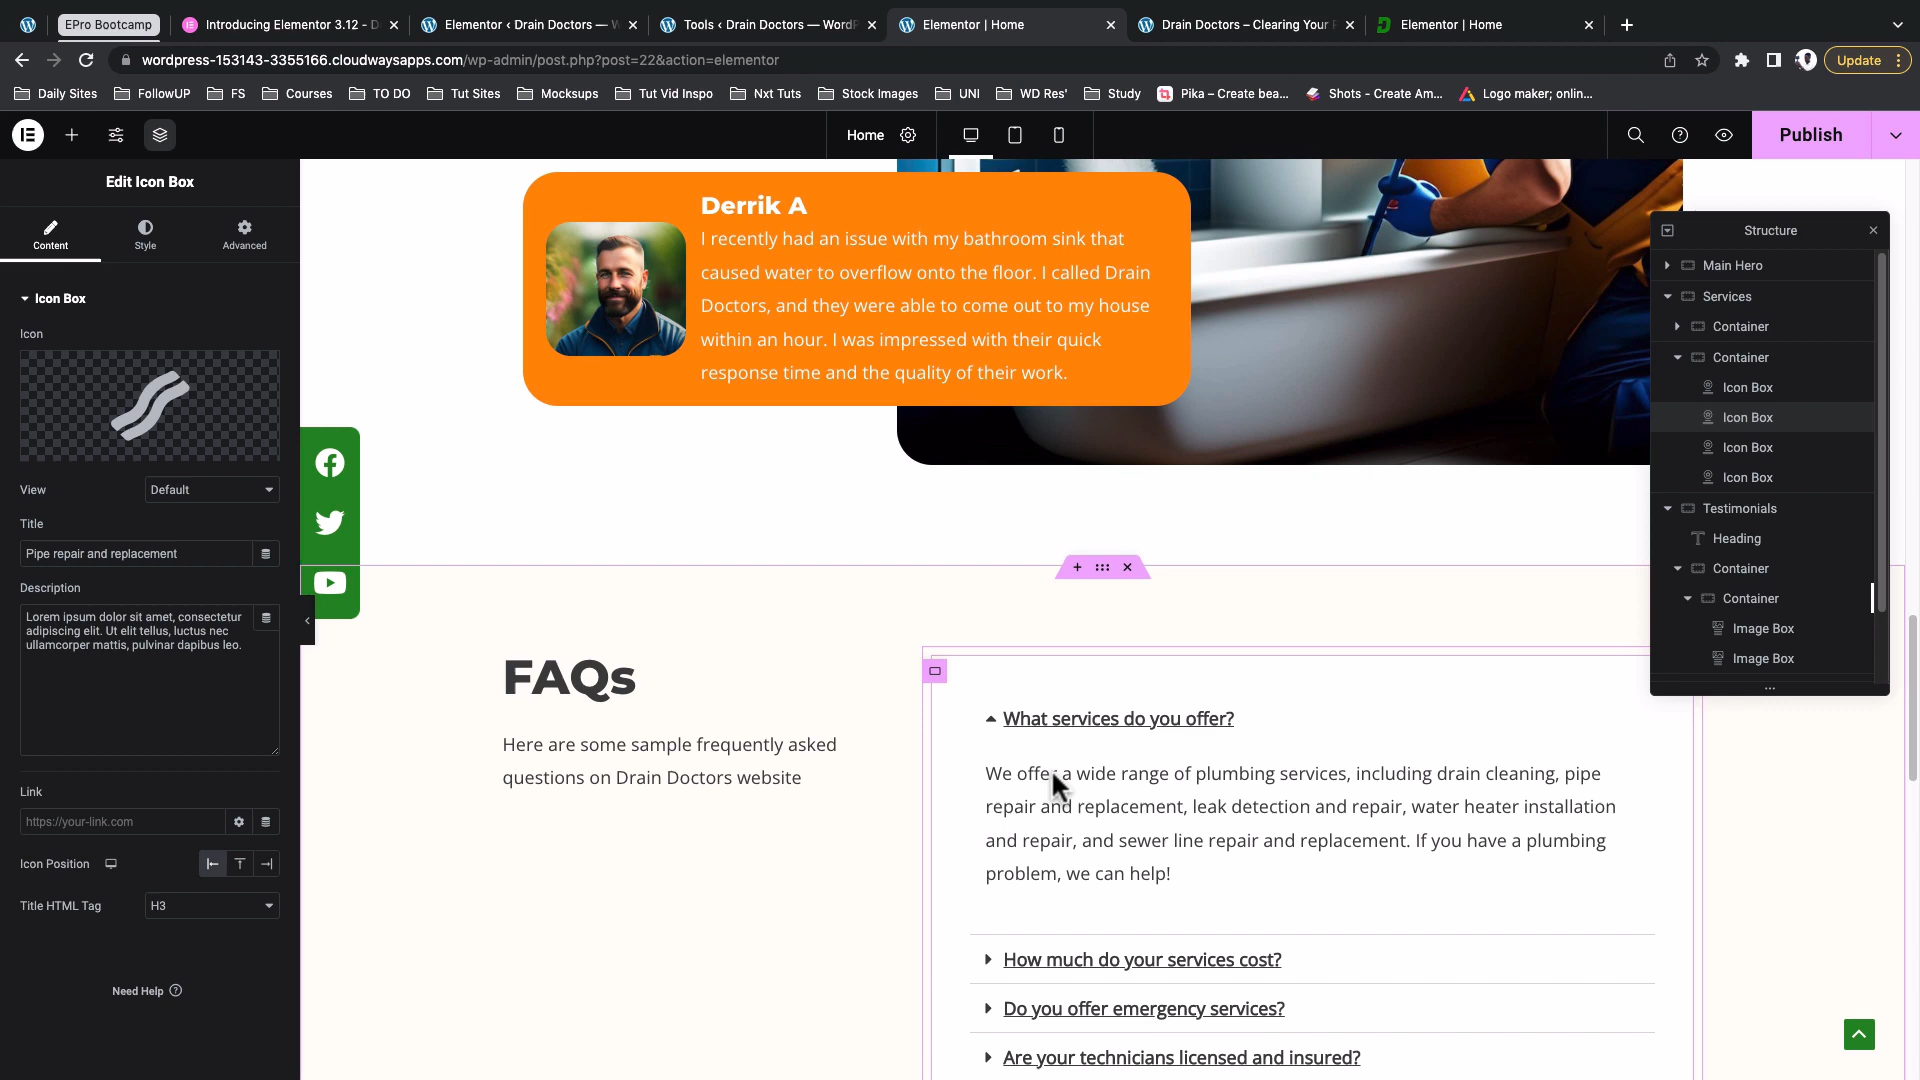 EPro Bootcamp
Introducing Elementor 3.12 - D
Elementor ‹ Drain Doctors — W
Tools ‹ Drain Doctors — WordP
Elementor | Home
Drain Doctors – Clearing Your P
Elementor | Home
wordpress-153143-3355166.cloudwaysapps.com/wp-admin/post.php?post=22&action=elementor
Update
Daily Sites
FollowUP
FS
Courses
TO DO
Tut Sites
Mocksups
Tut Vid Inspo
Nxt Tuts
Stock Images
UNI
WD Res'
Study
Pika – Create bea...
Shots - Create Am...
Logo maker; onlin...
Home
Publish
Edit Icon Box
Content
Style
Advanced
Icon Box
Icon
View
Default
Title
Pipe repair and replacement
Description
Lorem ipsum dolor sit amet, consectetur
adipiscing elit. Ut elit tellus, luctus nec
ullamcorper mattis, pulvinar dapibus leo.
Link
https://your-link.com
Icon Position
Title HTML Tag
H3
Need Help
Derrik A
I recently had an issue with my bathroom sink that
caused water to overflow onto the floor. I called Drain
Doctors, and they were able to come out to my house
within an hour. I was impressed with their quick
response time and the quality of their work.
FAQs
Here are some sample frequently asked
questions on Drain Doctors website
What services do you offer?
We offer a wide range of plumbing services, including drain cleaning, pipe
repair and replacement, leak detection and repair, water heater installation
and repair, and sewer line repair and replacement. If you have a plumbing
problem, we can help!
How much do your services cost?
Do you offer emergency services?
Are your technicians licensed and insured?
Structure
Main Hero
Services
Container
Container
Icon Box
Icon Box
Icon Box
Icon Box
Testimonials
Heading
Container
Container
Image Box
Image Box